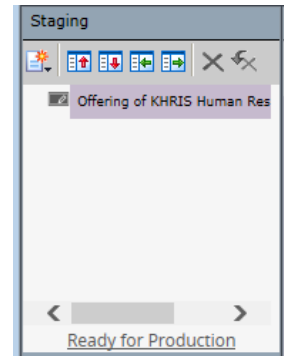 Staging
Offering of KHRIS Human Res
Ready for Production